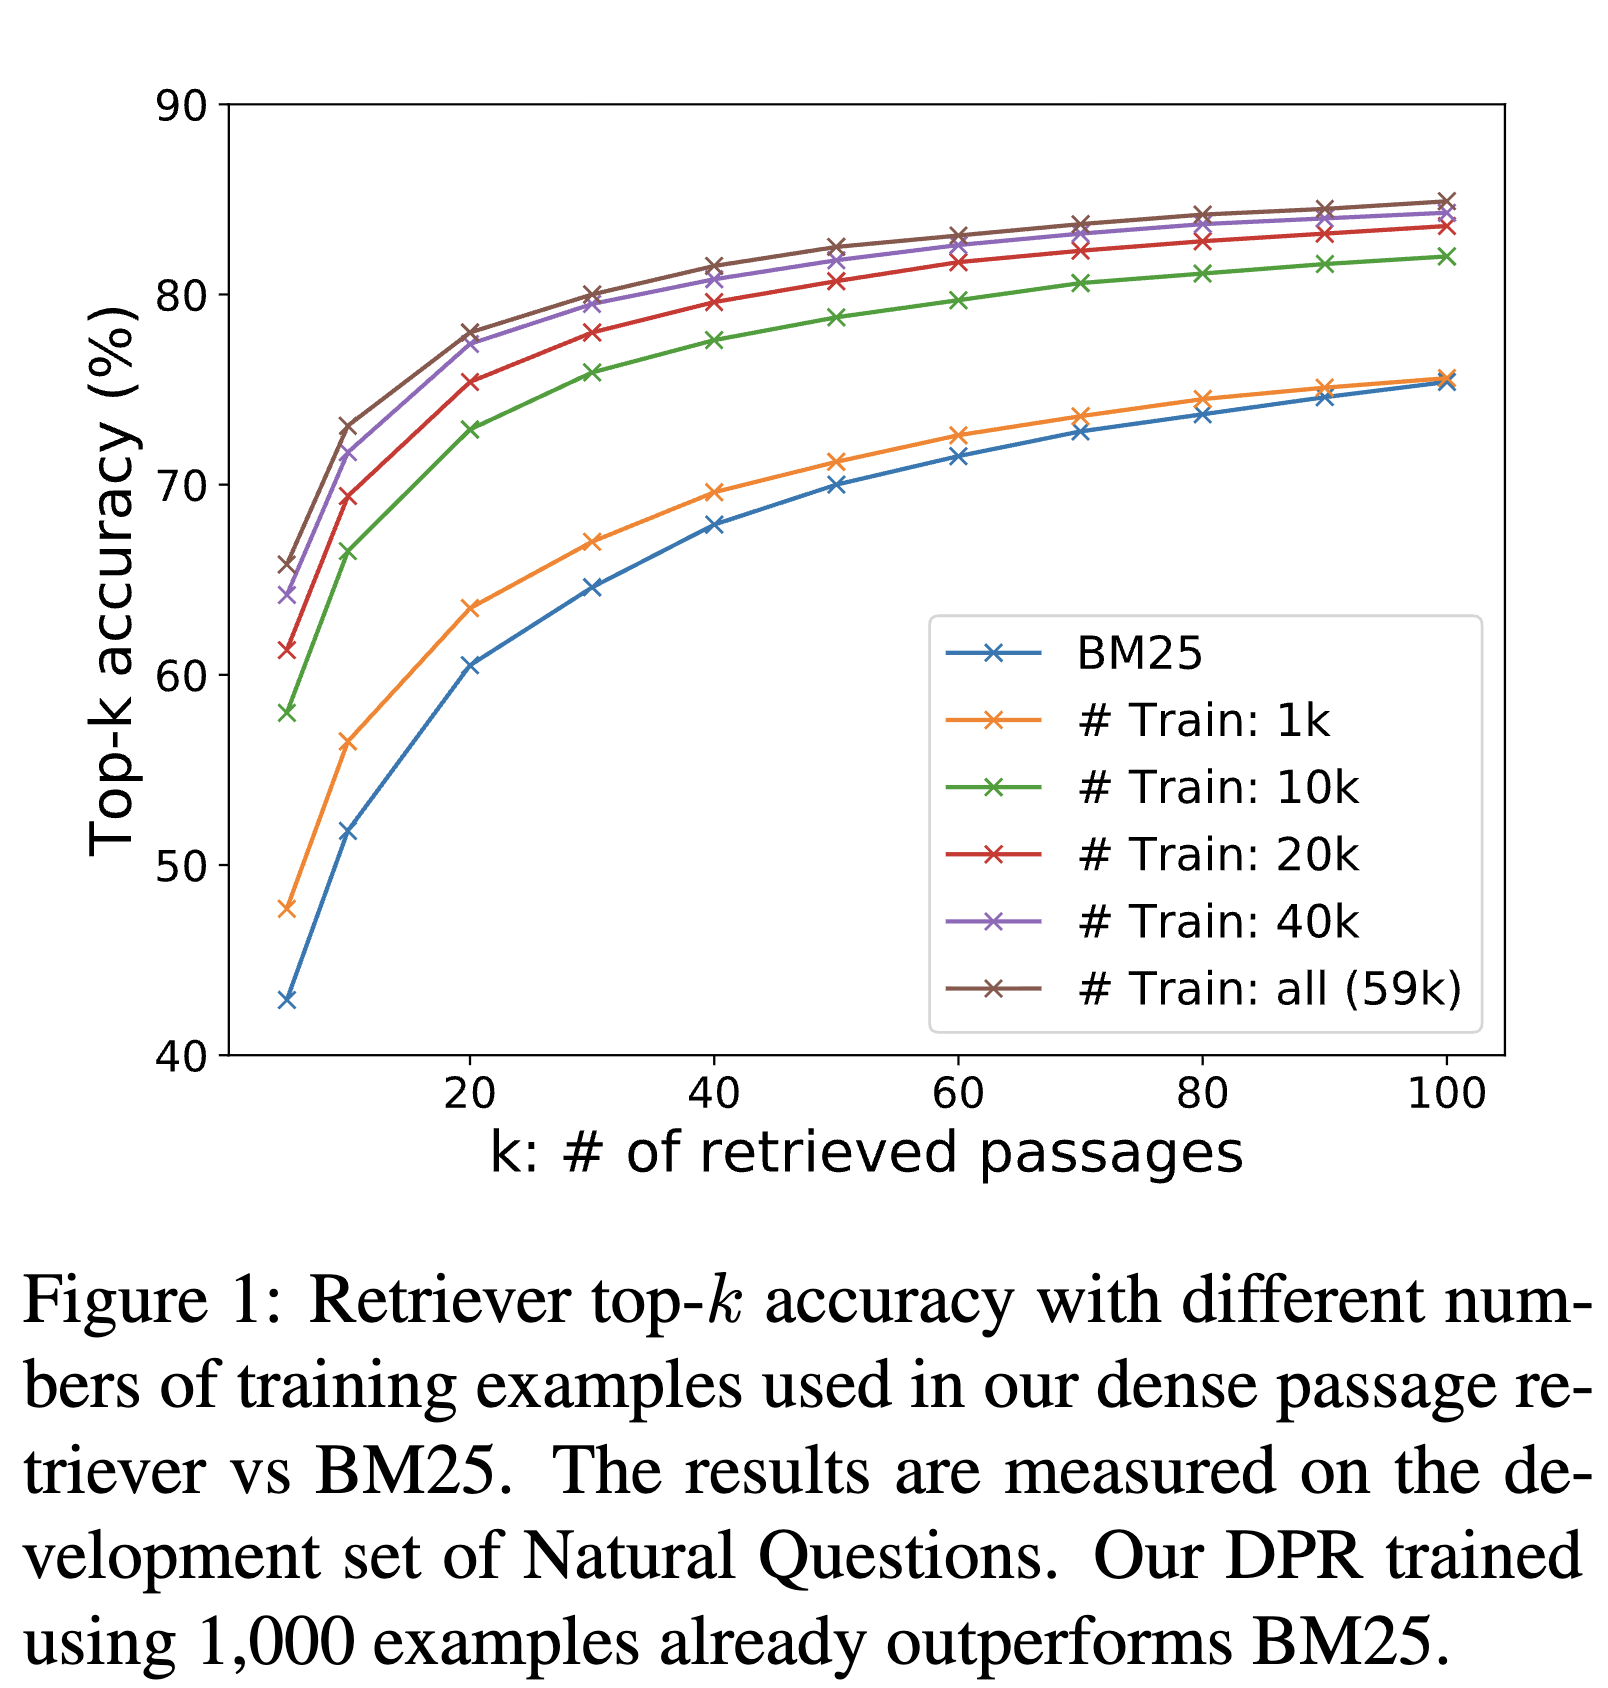 90
80
70
60
50
40
Top-k accuracy (%)
BM25
# Train: 1k
# Train: 10k
# Train: 20k
# Train: 40k
# Train: all (59k)
20 40 60 80 100
k: # of retrieved passages
Figure 1: Retriever top-k accuracy with different num-
bers of training examples used in our dense passage re-
triever vs BM25. The results are measured on the de-
velopment set of Natural Questions. Our DPR trained
using 1,000 examples already outperforms BM25.